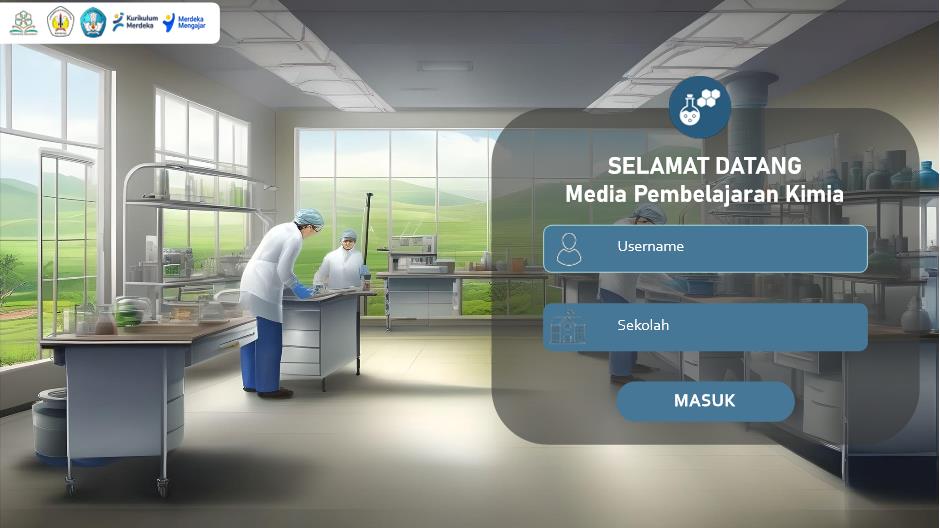 Kurikulum
Merdeka
Merdeka
Mengajar
SELAMAT DATANG
Media Pembelajaran Kimia
Username
Sekolah
MASUK